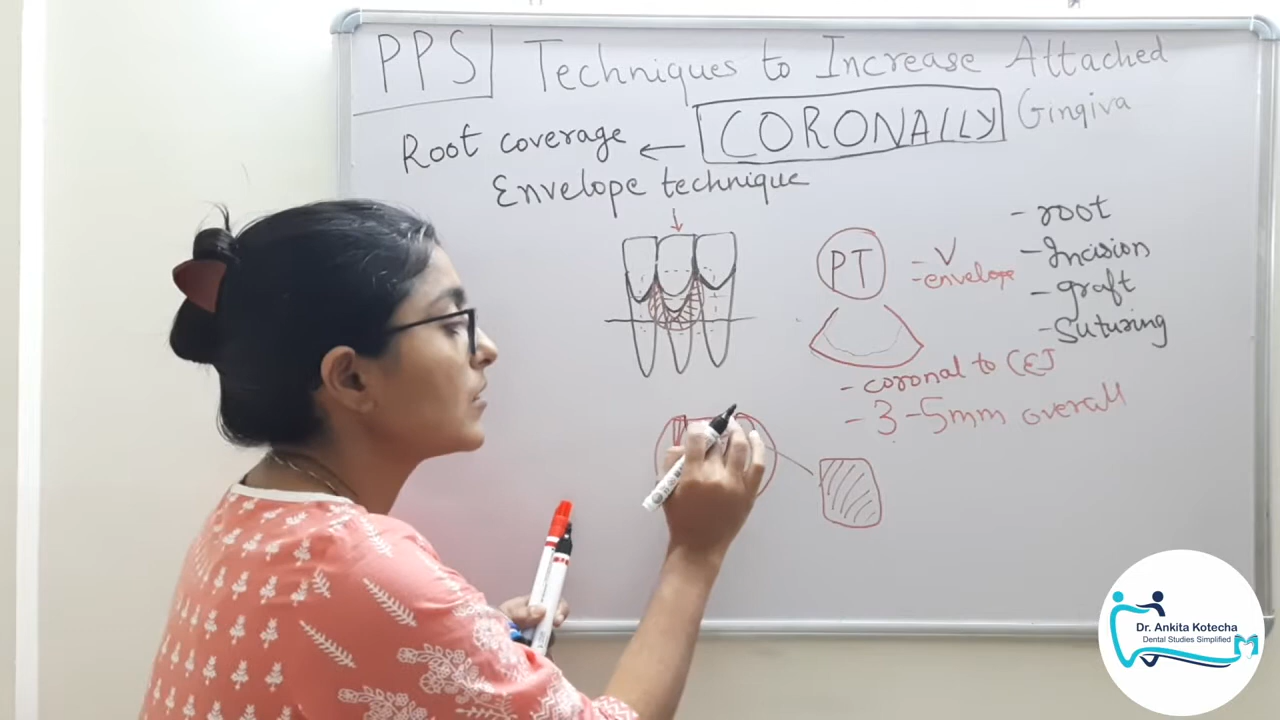 PPS Techniques to Increase Attached
Gingiva
Root coverage ← CORONALLY
Envelope technique
PT
- V
- envelope
- root
- Incision
- graft
- Suturing
- coronal to CEJ
- 3-5mm overall
Dr. Ankita Kotecha
Dental Studies Simplified